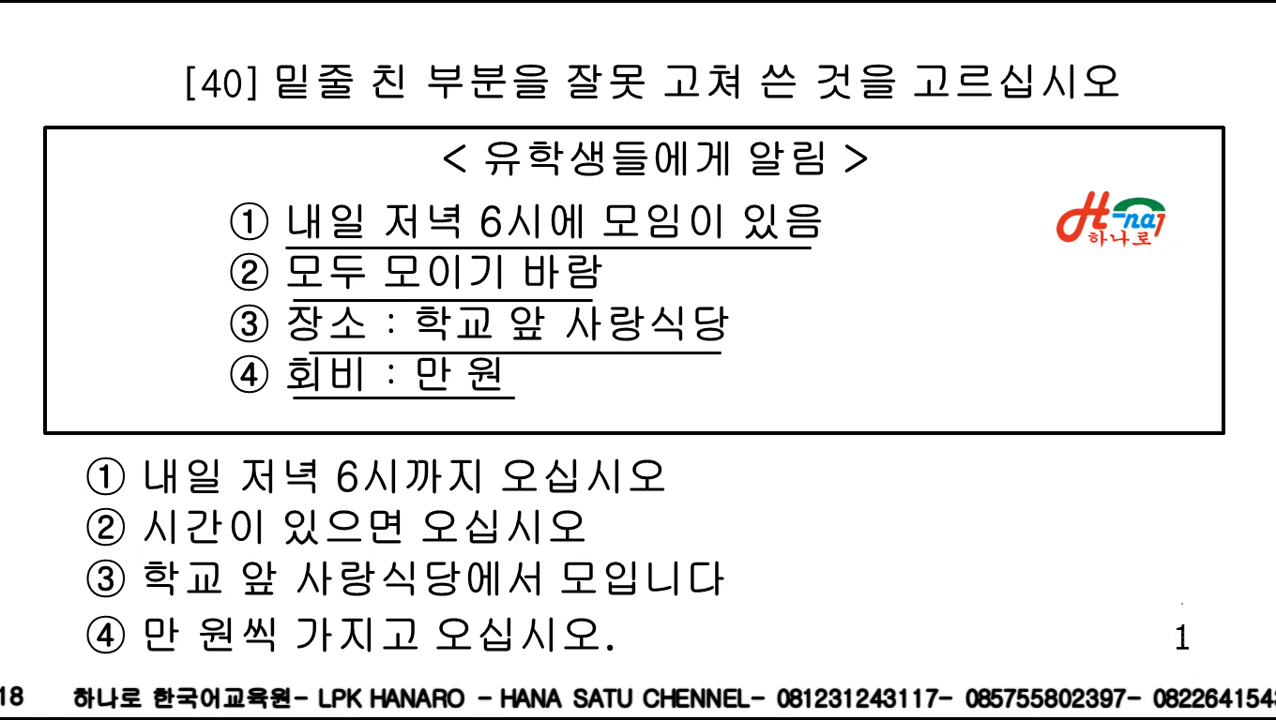 [40] 밑줄 친 부분을 잘못 고쳐 쓴 것을 고르십시오
< 유학생들에게 알림 >
① 내일 저녁 6시에 모임이 있음
H-na1
하나로
② 모두 모이기 바람
③ 장소 : 학교 앞 사랑식당
④ 회비 : 만 원
① 내일 저녁 6시까지 오십시오
② 시간이 있으면 오십시오
③ 학교 앞 사랑식당에서 모입니다
④ 만 원씩 가지고 오십시오.
1
18 하나로 한국어교육원- LPK HANARO - HANA SATU CHENNEL- 081231243117- 085755802397-